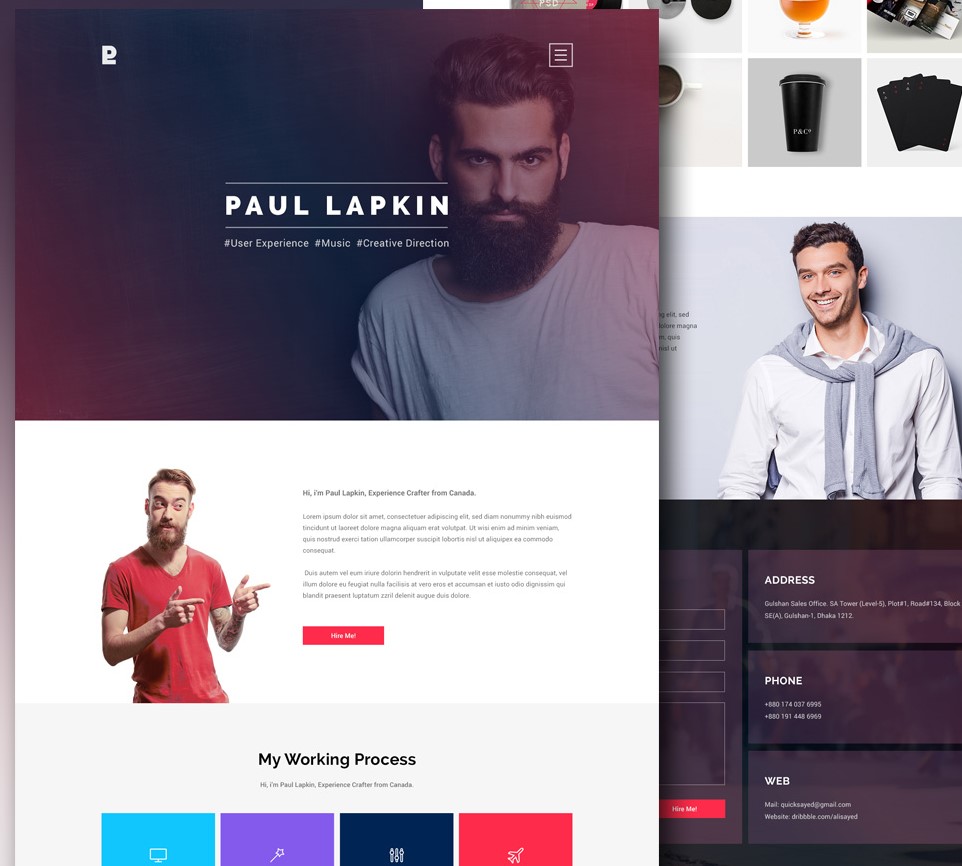 PSD
PAUL LAPKIN
#User Experience #Music #Creative Direction
Hi, i'm Paul Lapkin, Experience Crafter from Canada.
Lorem ipsum dolor sit amet, consectetuer adipiscing elit, sed diam nonummy nibh euismod
tincidunt ut laoreet dolore magna aliquam erat volutpat. Ut wisi enim ad minim veniam,
quis nostrud exerci tation ullamcorper suscipit lobortis nisl ut aliquipex ea commodo
consequat.
Duis autem vel eum iriure dolorin hendrerit in vulputate velit esse molestie consequat, vel
illum dolore eu feugiat nulla facilisis at vero eros et accumsan et iusto odio dignissim qui
blandit praesent luptatum zzril delenit augue duis dolore.
Hire Me!
My Working Process
Hi, i'm Paul Lapkin, Experience Crafter from Canada.
P&Cº
elit, sed
dolore magna
quis
nisl ut
ADDRESS
Gulshan Sales Office. SA Tower (Level-5), Plot#1, Road#134, Block
SE(A), Gulshan-1, Dhaka 1212.
PHONE
+880 174 037 6995
+880 191 448 6969
WEB
Mail: quicksayed@gmail.com
Website: dribbble.com/alisayed
Hire Me!